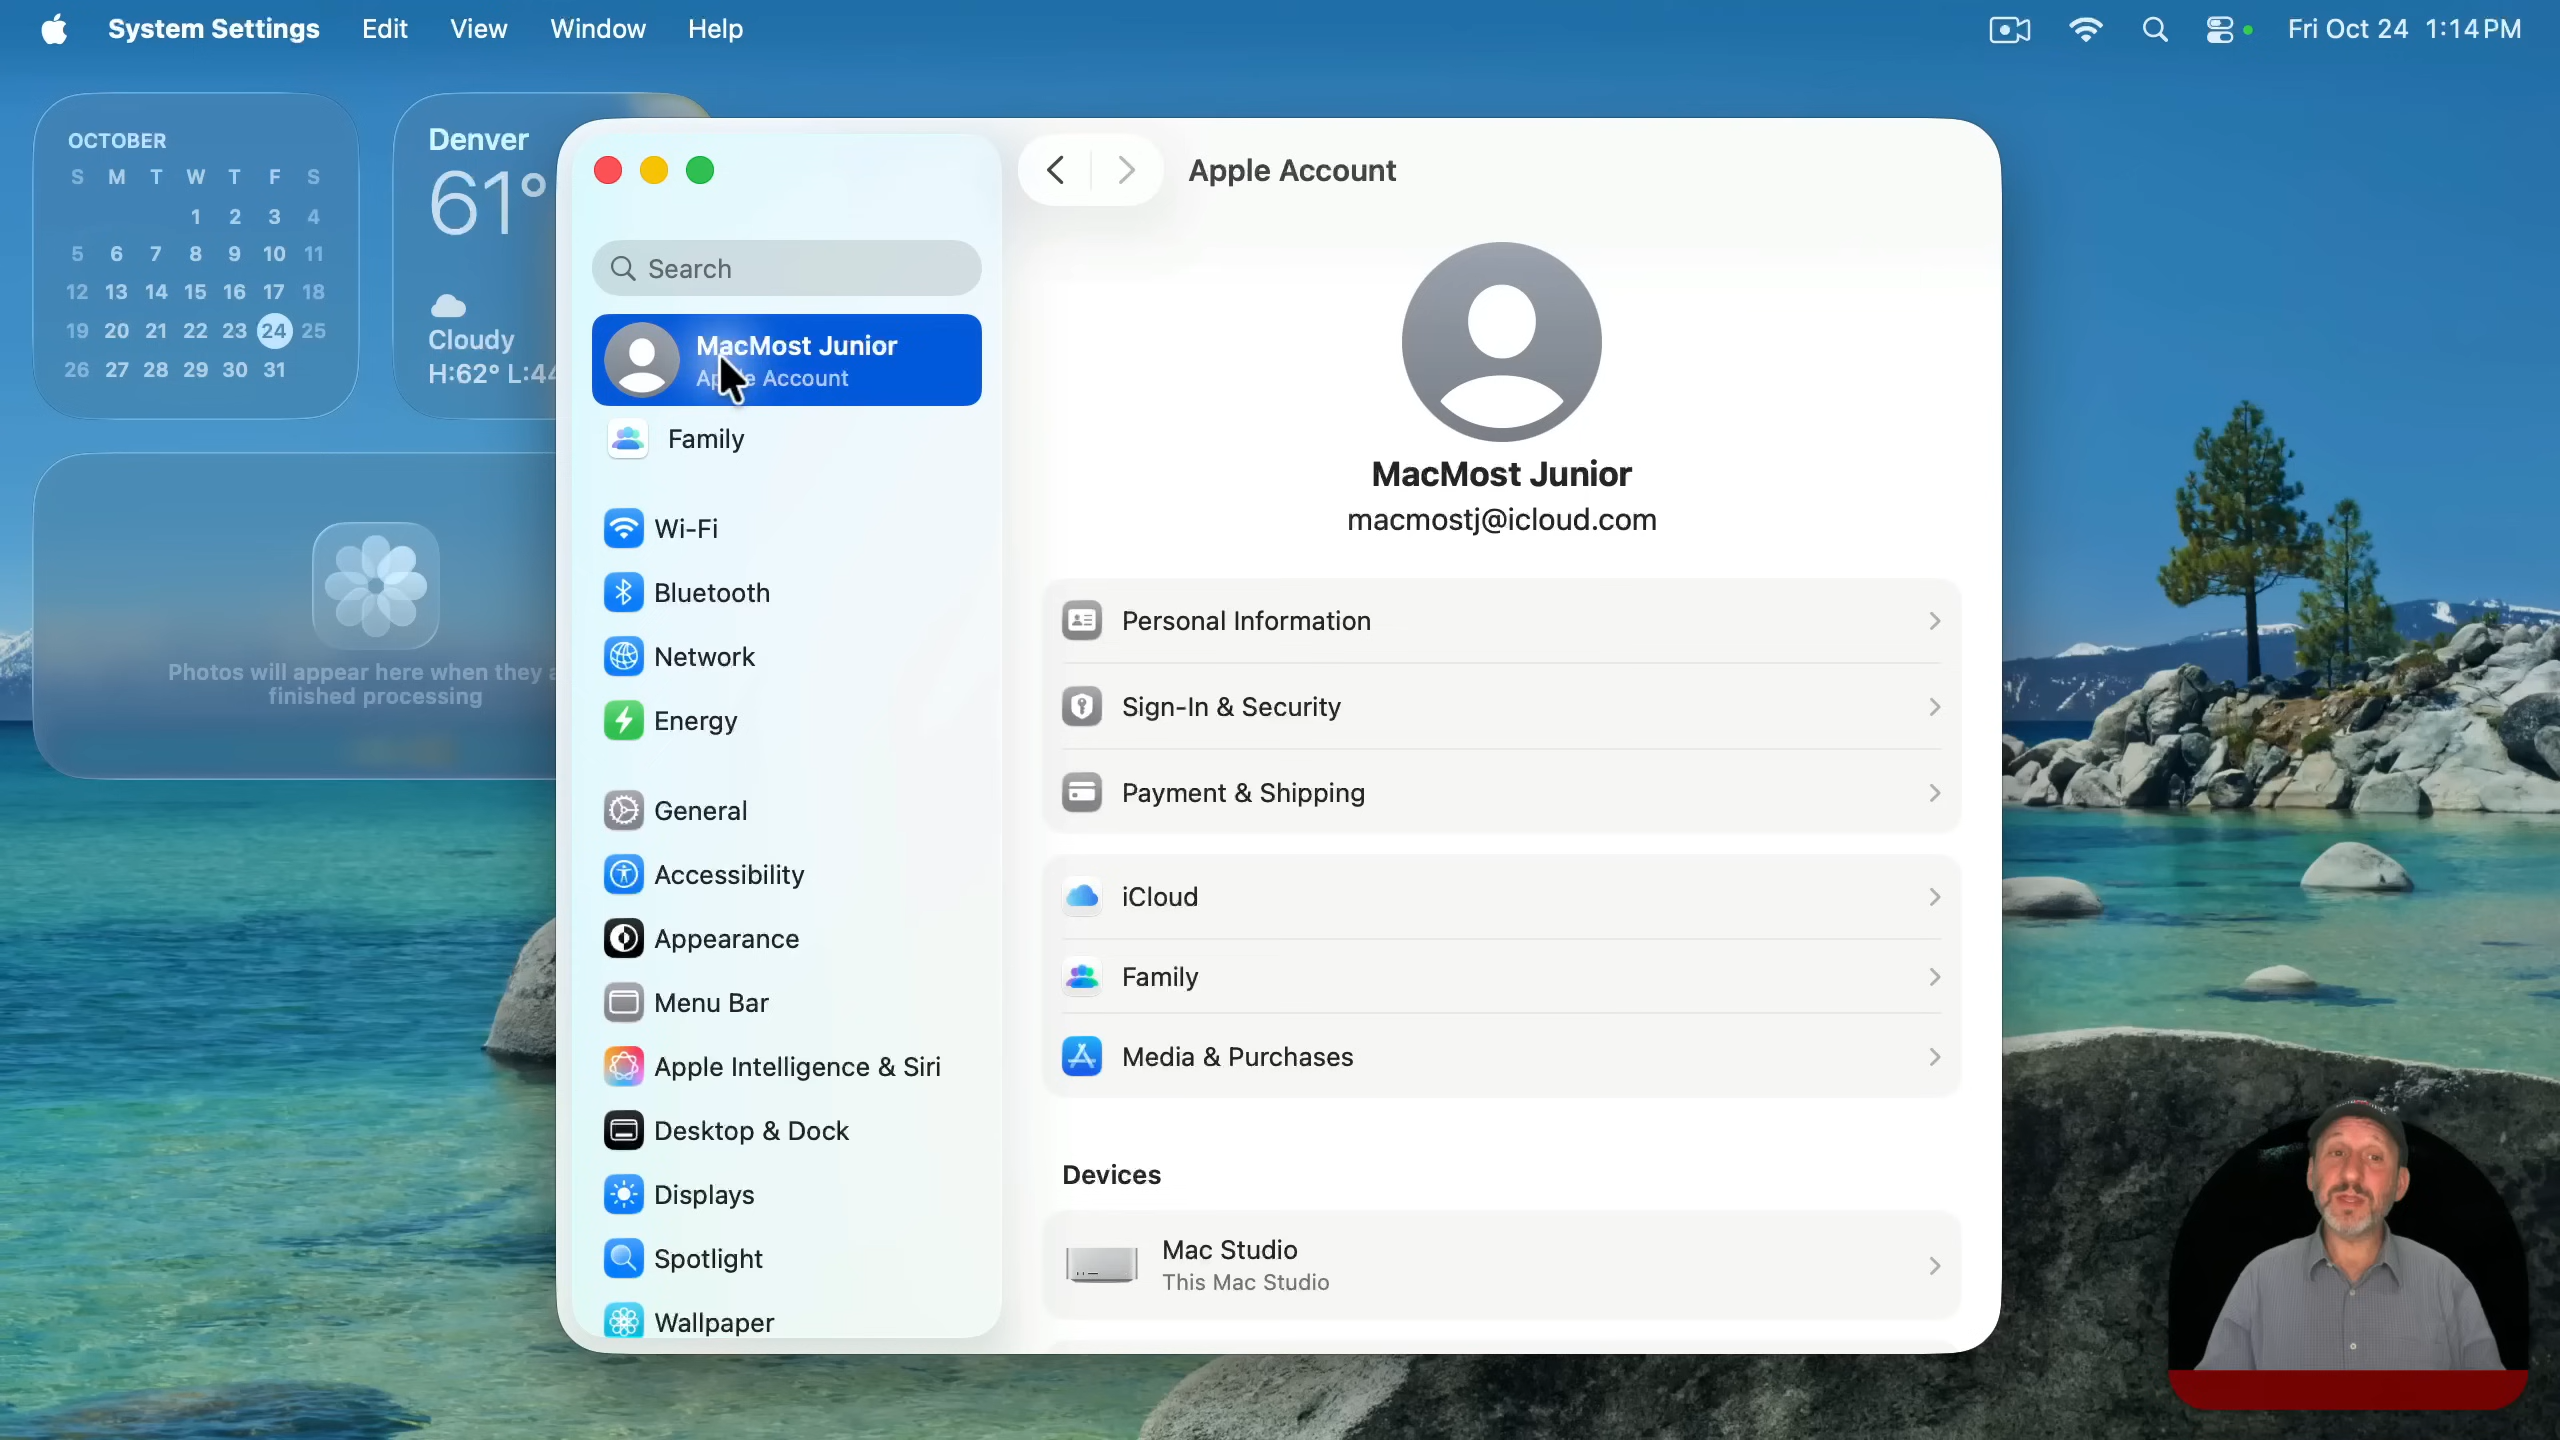 System Settings Edit View Window Help
Fri Oct 24 1:14 PM
OCTOBER
S M T W T F S
1 2 3 4
5 6 7 8 9 10 11
12 13 14 15 16 17 18
19 20 21 22 23 24 25
26 27 28 29 30 31
Denver
61°
Cloudy
H:62° L:44
Photos will appear here when they a
finished processing
Search
MacMost Junior
Apple Account
Family
Wi-Fi
Bluetooth
Network
Energy
General
Accessibility
Appearance
Menu Bar
Apple Intelligence & Siri
Desktop & Dock
Displays
Spotlight
Wallpaper
Apple Account
MacMost Junior
macmostj@icloud.com
Personal Information
Sign-In & Security
Payment & Shipping
iCloud
Family
Media & Purchases
Devices
Mac Studio
This Mac Studio